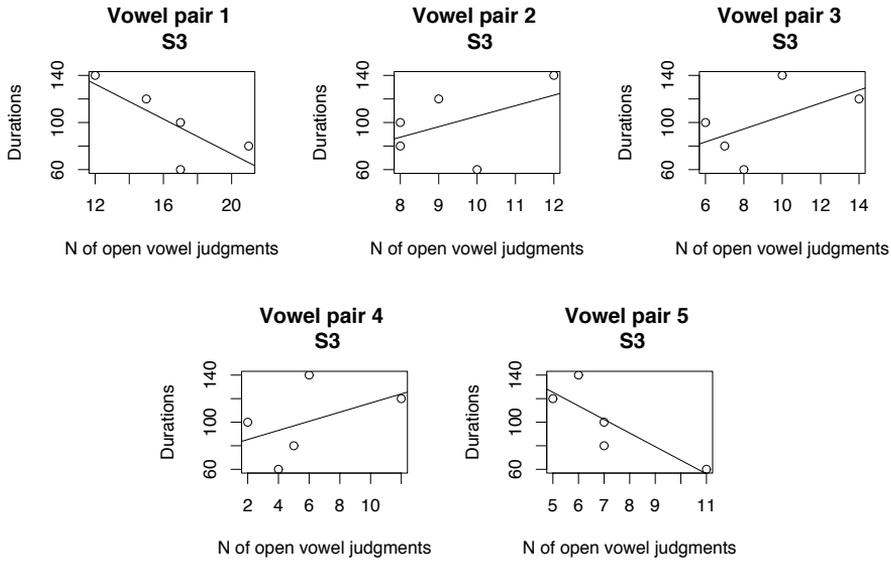 Vowel pair 1
S3
Durations
60 100 140
12 16 20
N of open vowel judgments
Vowel pair 2
S3
Durations
60 100 140
8 9 10 11 12
N of open vowel judgments
Vowel pair 3
S3
Durations
60 100 140
6 8 10 12 14
N of open vowel judgments
Vowel pair 4
S3
Durations
60 100 140
2 4 6 8 10
N of open vowel judgments
Vowel pair 5
S3
Durations
60 100 140
5 6 7 8 9 11
N of open vowel judgments